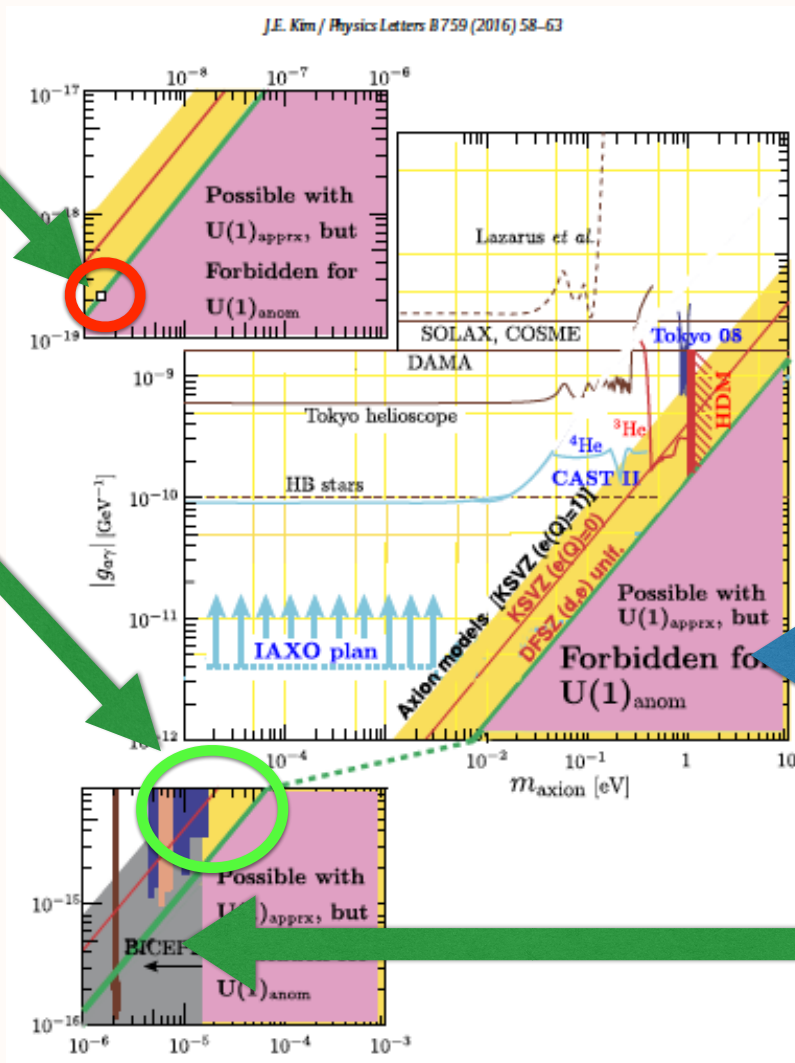 J.E. Kim / Physics Letters B 759 (2016) 58–63
10⁻⁸ 10⁻⁷ 10⁻⁶
10⁻¹⁷
Possible with
U(1)apprx, but
Forbidden for
U(1)anom
10⁻¹⁹
Lazarus et al.
SOLAX, COSME
Tokyo 08
DAMA
10⁻⁹
HDM
Tokyo helioscope
³He
⁴He
HB stars
CAST II
10⁻¹⁰
|gaγ| [GeV⁻¹]
Axion models [KSVZ (e(Q)=1)]
KSVZ (e(Q)=0)
DFSZ (d,e) unif.
Possible with
U(1)apprx, but
10⁻¹¹
IAXO plan
Forbidden
U(1)anom
10⁻⁴ 10⁻² 10⁻¹ 1 10
maxion [eV]
Possible with
10⁻¹⁵
U(1)apprx, but
U(1)anom
10⁻¹⁶
10⁻⁶ 10⁻⁵ 10⁻⁴ 10⁻³